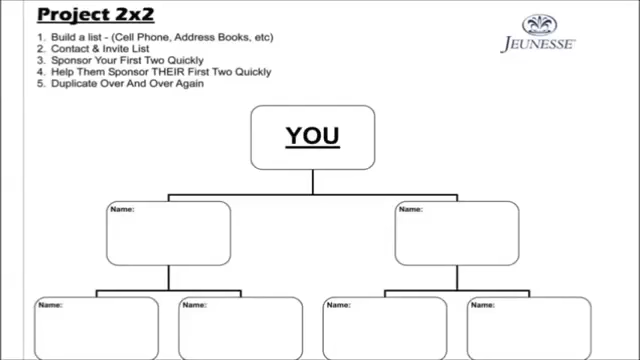 Project 2x2
1. Build a list - (Cell Phone, Address Books, etc)
2. Contact & Invite List
3. Sponsor Your First Two Quickly
4. Help Them Sponsor THEIR First Two Quickly
5. Duplicate Over And Over Again
JEUNESSE
YOU
Name:
Name:
Name:
Name:
Name:
Name: